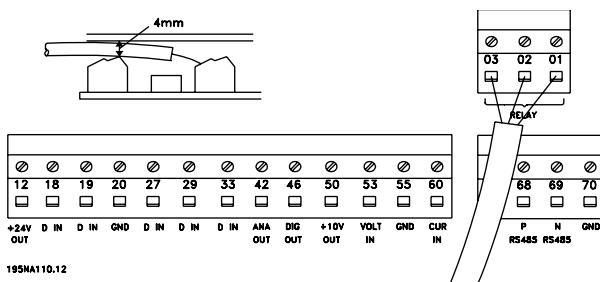 4mm
03 02 01
RELAY
12 18 19 20 27 29 33 42 46 50 53 55 60
68 69 70
+24V OUT D IN D IN GND D IN D IN D IN ANA OUT DIG OUT +10V OUT VOLT IN GND CUR IN
P RS485 N RS485 GND
195NA110.12